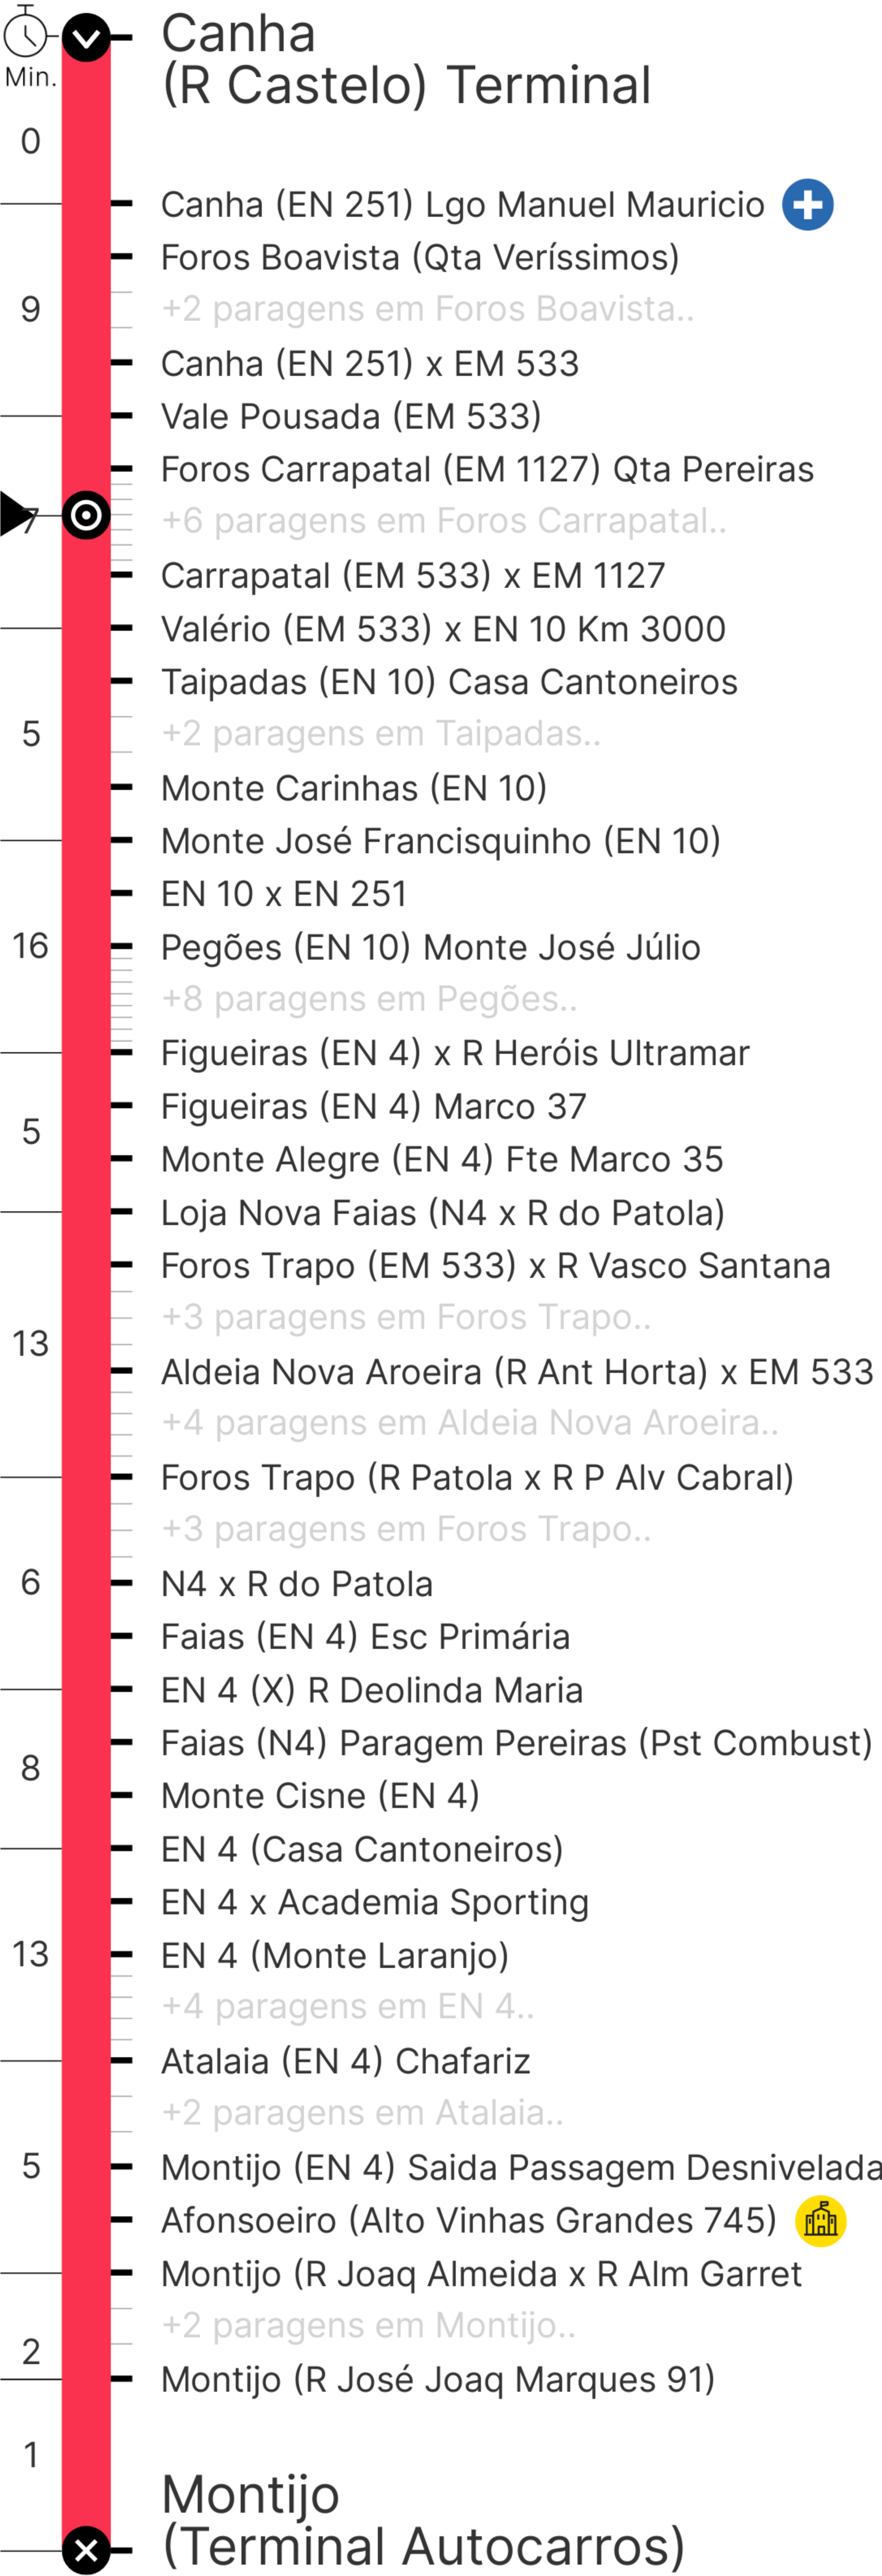 Canha
(R Castelo) Terminal
Min.
0
Canha (EN 251) Lgo Manuel Mauricio
Foros Boavista (Qta Veríssimos)
9
+2 paragens em Foros Boavista..
Canha (EN 251) x EM 533
Vale Pousada (EM 533)
Foros Carrapatal (EM 1127) Qta Pereiras
7
+6 paragens em Foros Carrapatal..
Carrapatal (EM 533) x EM 1127
Valério (EM 533) x EN 10 Km 3000
Taipadas (EN 10) Casa Cantoneiros
5
+2 paragens em Taipadas..
Monte Carinhas (EN 10)
Monte José Francisquinho (EN 10)
EN 10 x EN 251
16
Pegões (EN 10) Monte José Júlio
+8 paragens em Pegões..
Figueiras (EN 4) x R Heróis Ultramar
Figueiras (EN 4) Marco 37
5
Monte Alegre (EN 4) Fte Marco 35
Loja Nova Faias (N4 x R do Patola)
Foros Trapo (EM 533) x R Vasco Santana
+3 paragens em Foros Trapo..
13
Aldeia Nova Aroeira (R Ant Horta) x EM 533
+4 paragens em Aldeia Nova Aroeira..
Foros Trapo (R Patola x R P Alv Cabral)
+3 paragens em Foros Trapo..
6
N4 x R do Patola
Faias (EN 4) Esc Primária
EN 4 (X) R Deolinda Maria
Faias (N4) Paragem Pereiras (Pst Combust)
8
Monte Cisne (EN 4)
EN 4 (Casa Cantoneiros)
EN 4 x Academia Sporting
13
EN 4 (Monte Laranjo)
+4 paragens em EN 4..
Atalaia (EN 4) Chafariz
+2 paragens em Atalaia..
5
Montijo (EN 4) Saida Passagem Desnivelada
Afonsoeiro (Alto Vinhas Grandes 745)
Montijo (R Joaq Almeida x R Alm Garret
+2 paragens em Montijo..
2
Montijo (R José Joaq Marques 91)
1
Montijo
(Terminal Autocarros)